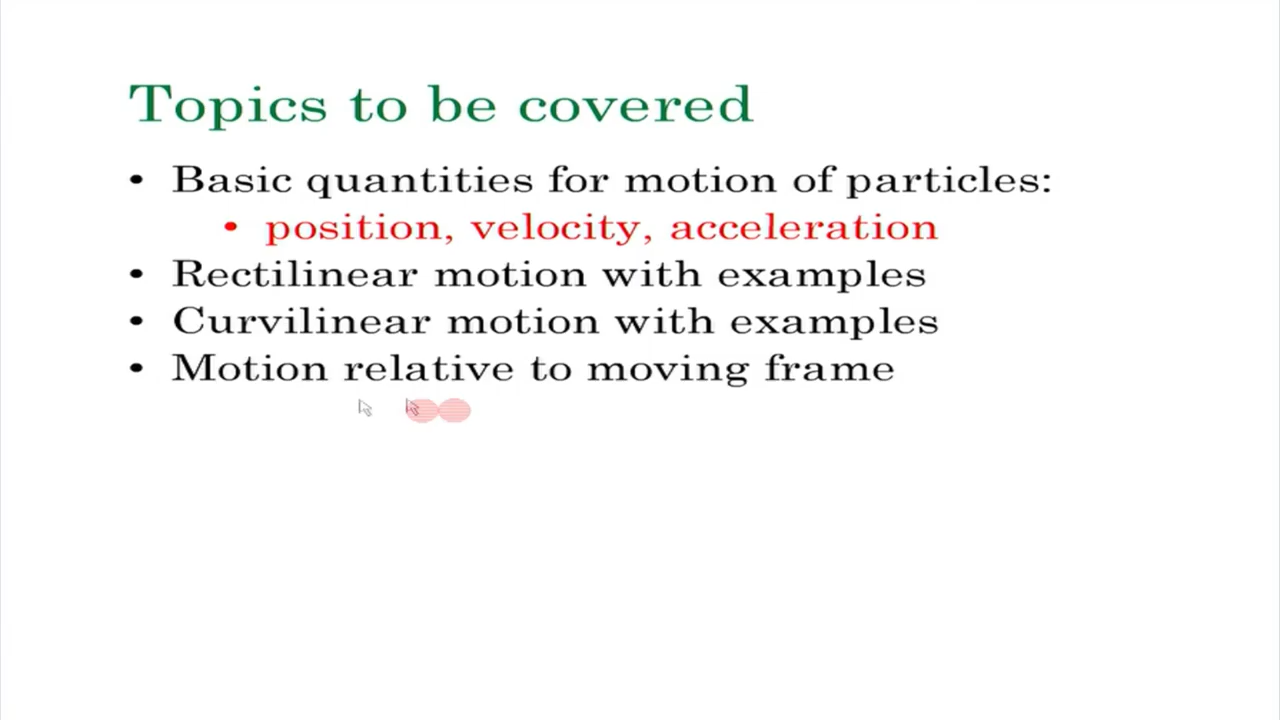 Topics to be covered
• Basic quantities for motion of particles:
• position, velocity, acceleration
• Rectilinear motion with examples
• Curvilinear motion with examples
• Motion relative to moving frame